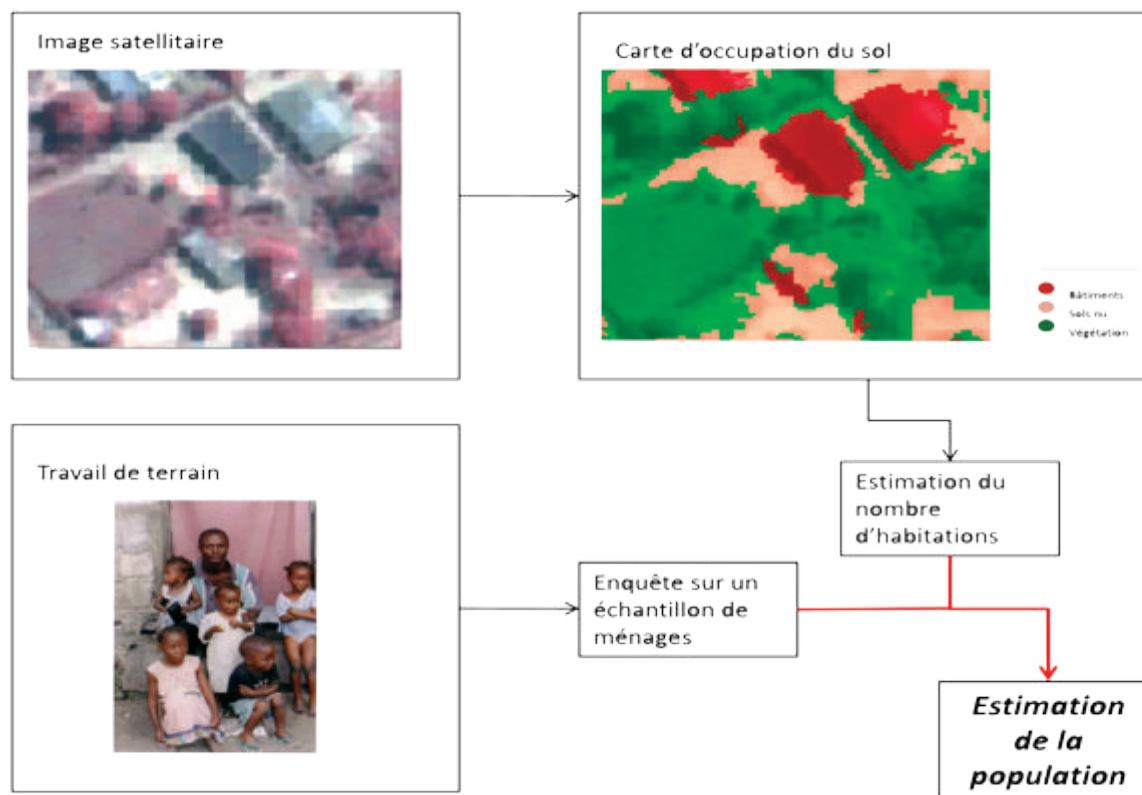 Image satellitaire
Carte d'occupation du sol
Bâtiments
Sols nu
Végétation
Travail de terrain
Estimation du
nombre
d'habitations
Enquête sur un
échantillon de
ménages
Estimation
de la
population